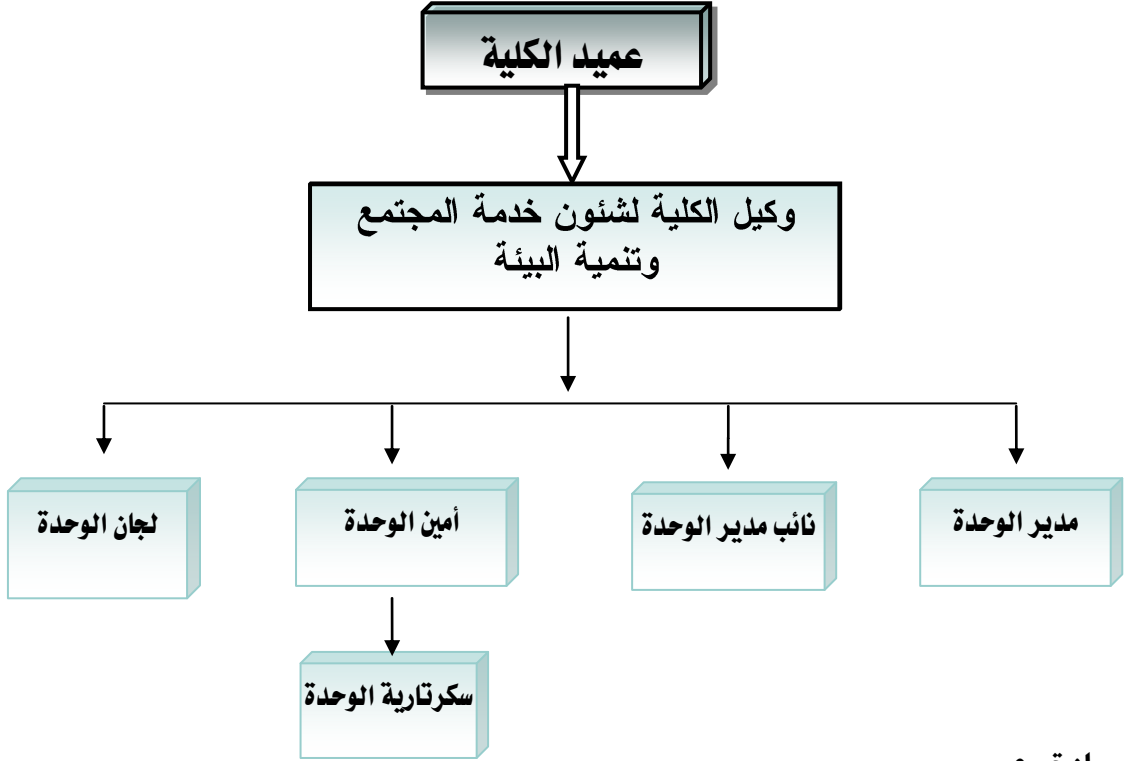 عميد الكلية
وكيل الكلية لشئون خدمة المجتمع
وتنمية البيئة
مدير الوحدة
نائب مدير الوحدة
أمين الوحدة
لجان الوحدة
سكرتارية الوحدة